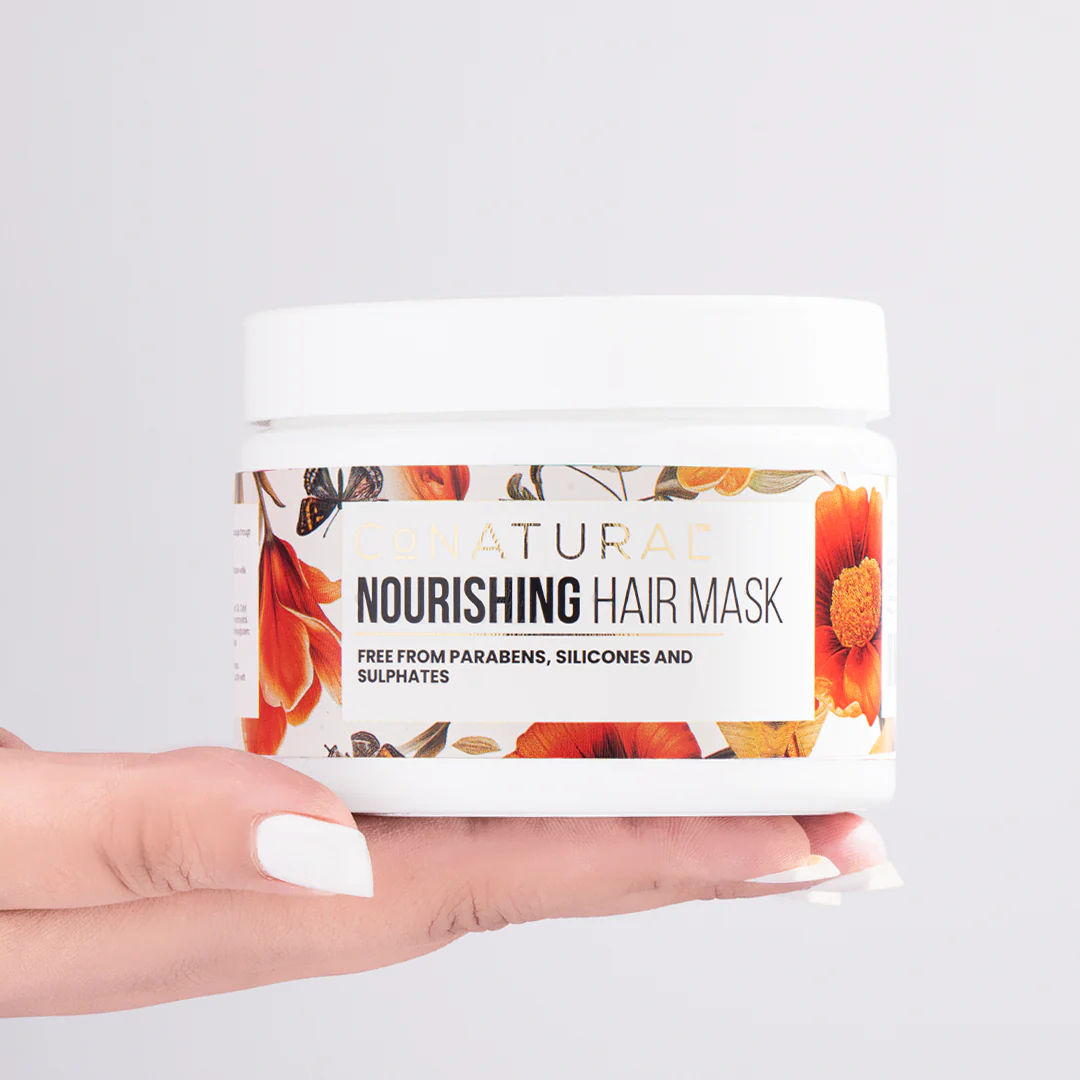 CONATURAL
NOURISHING HAIR MASK
FREE FROM PARABENS, SILICONES AND
SULPHATES